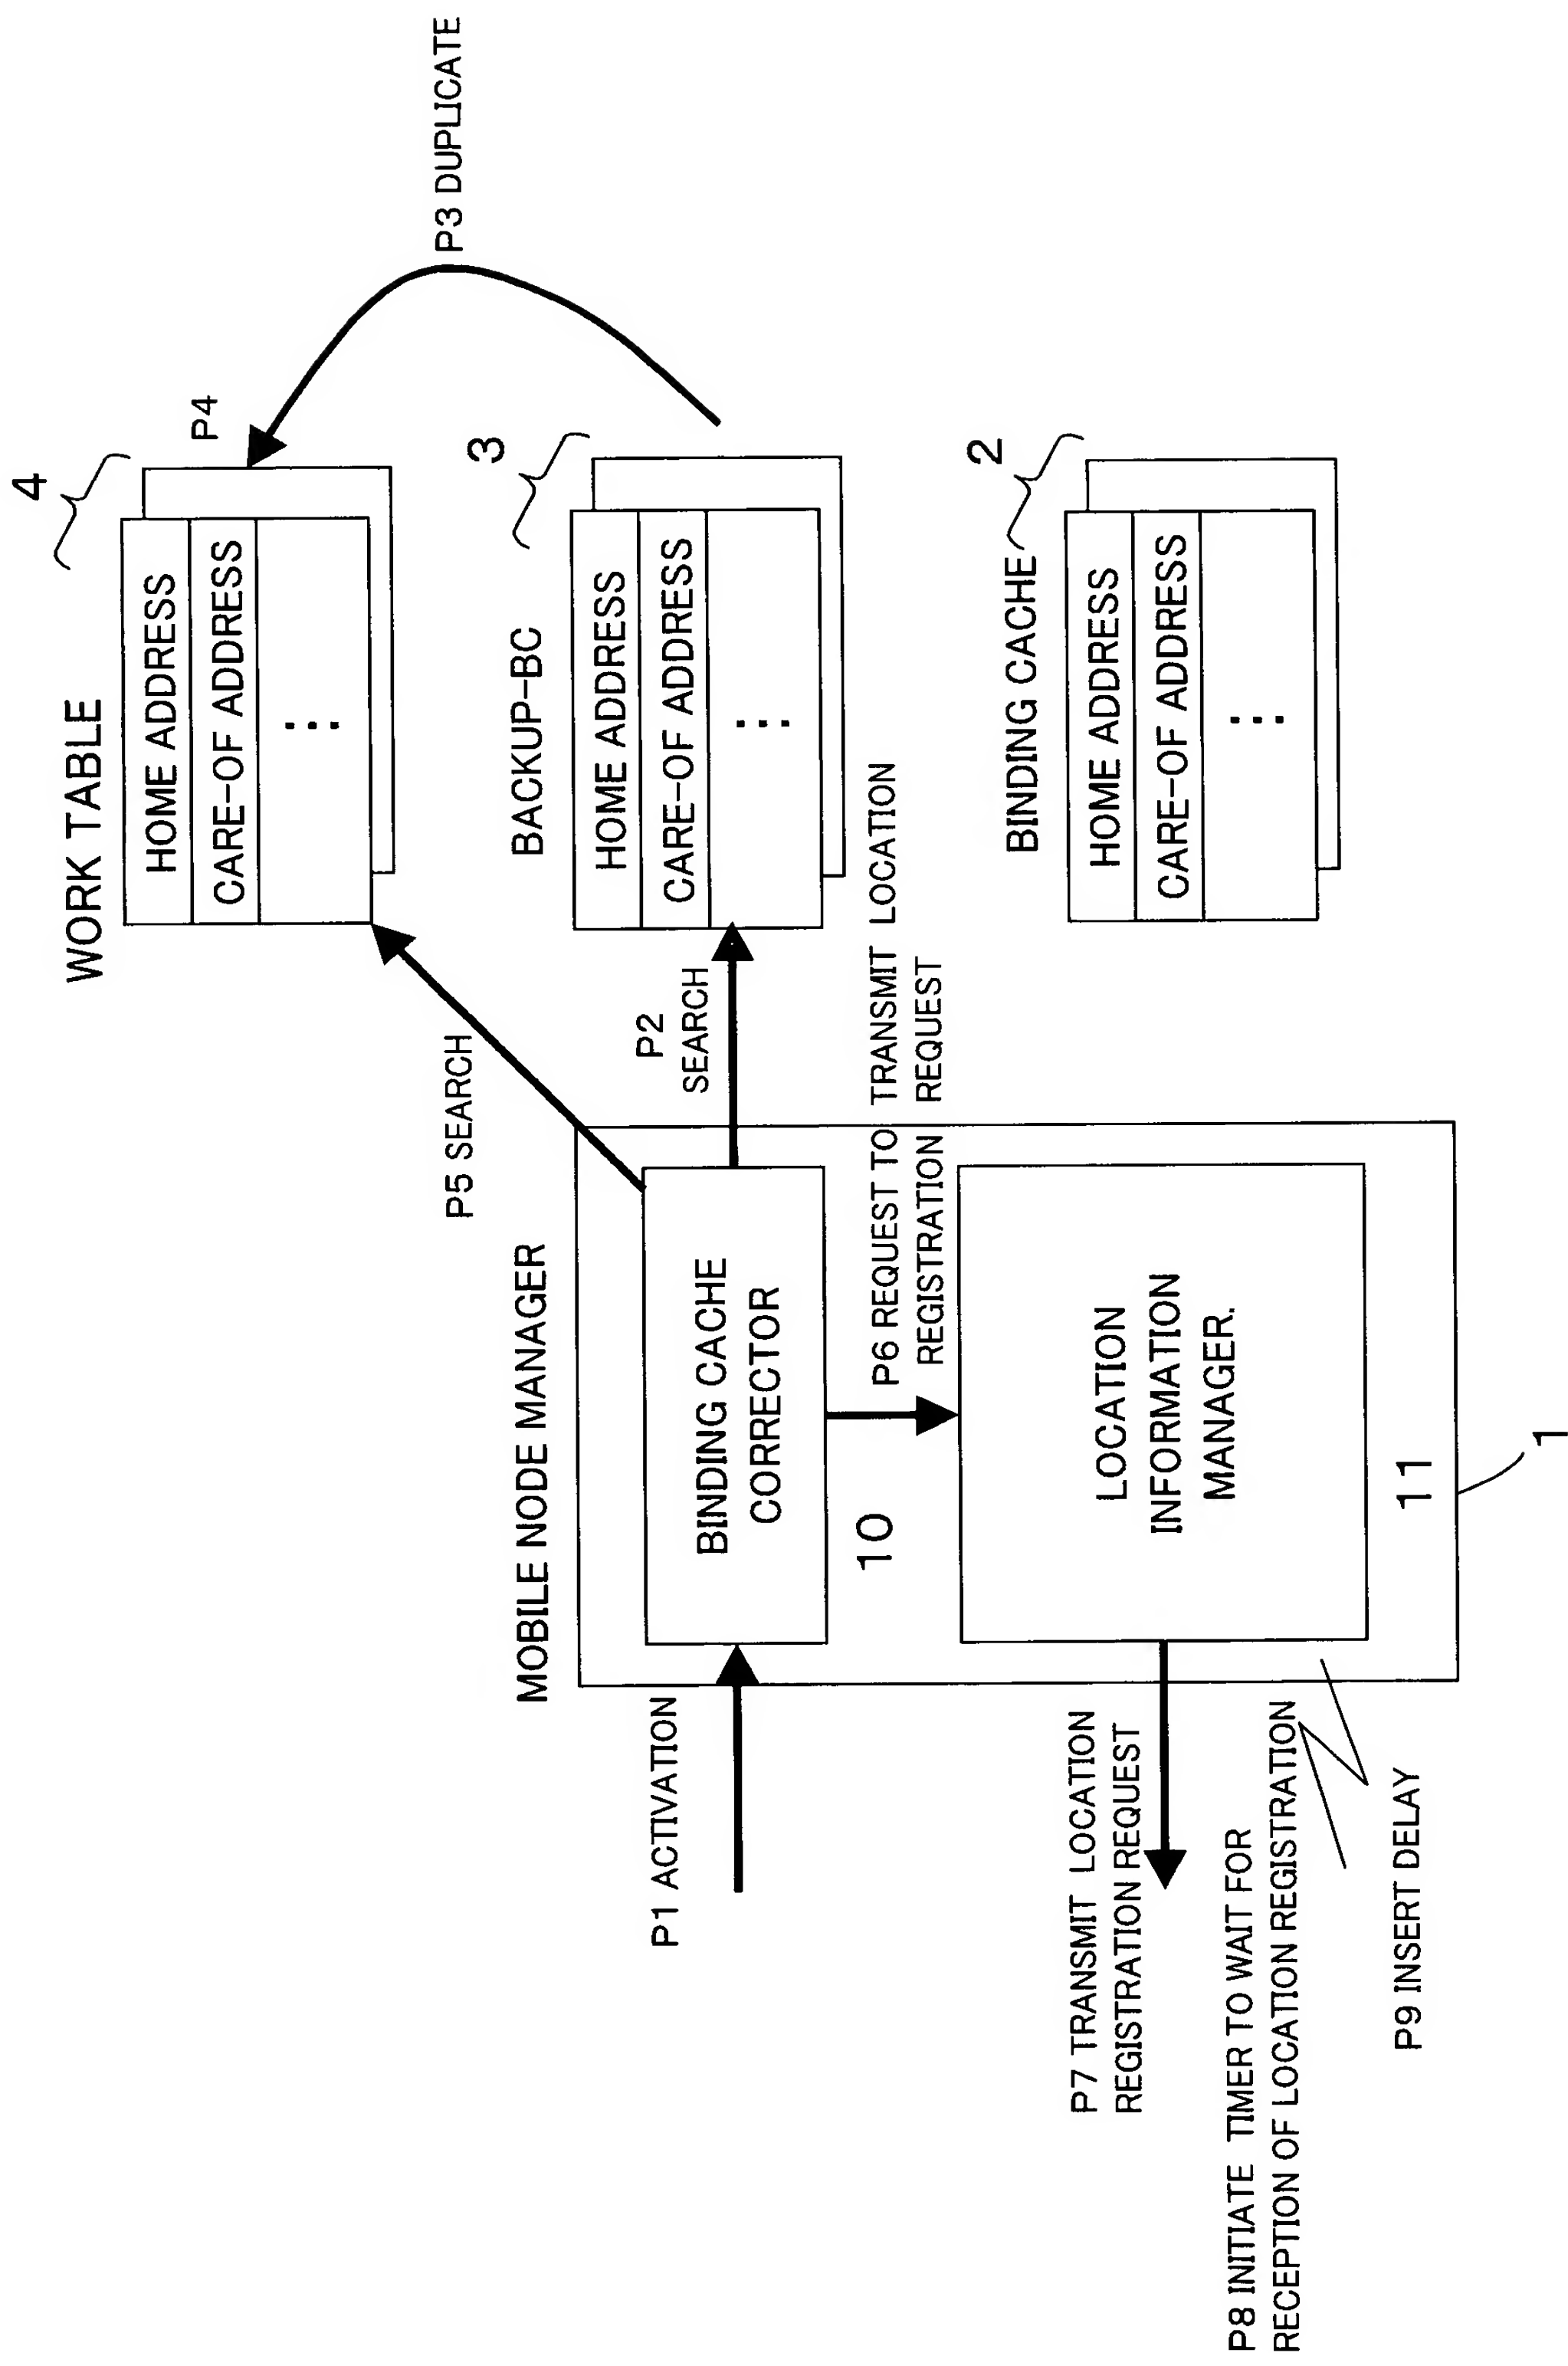 WORK TABLE
4
HOME ADDRESS
CARE-OF ADDRESS
...
P4
P3 DUPLICATE
P5 SEARCH
BACKUP-BC
3
HOME ADDRESS
CARE-OF ADDRESS
...
P2
SEARCH
MOBILE NODE MANAGER
P1 ACTIVATION
BINDING CACHE
CORRECTOR
10
P6 REQUEST TO TRANSMIT LOCATION
REGISTRATION REQUEST
BINDING CACHE
2
HOME ADDRESS
CARE-OF ADDRESS
...
LOCATION
INFORMATION
MANAGER.
11
1
P7 TRANSMIT LOCATION
REGISTRATION REQUEST
P8 INITIATE TIMER TO WAIT FOR
RECEPTION OF LOCATION REGISTRATION
P9 INSERT DELAY